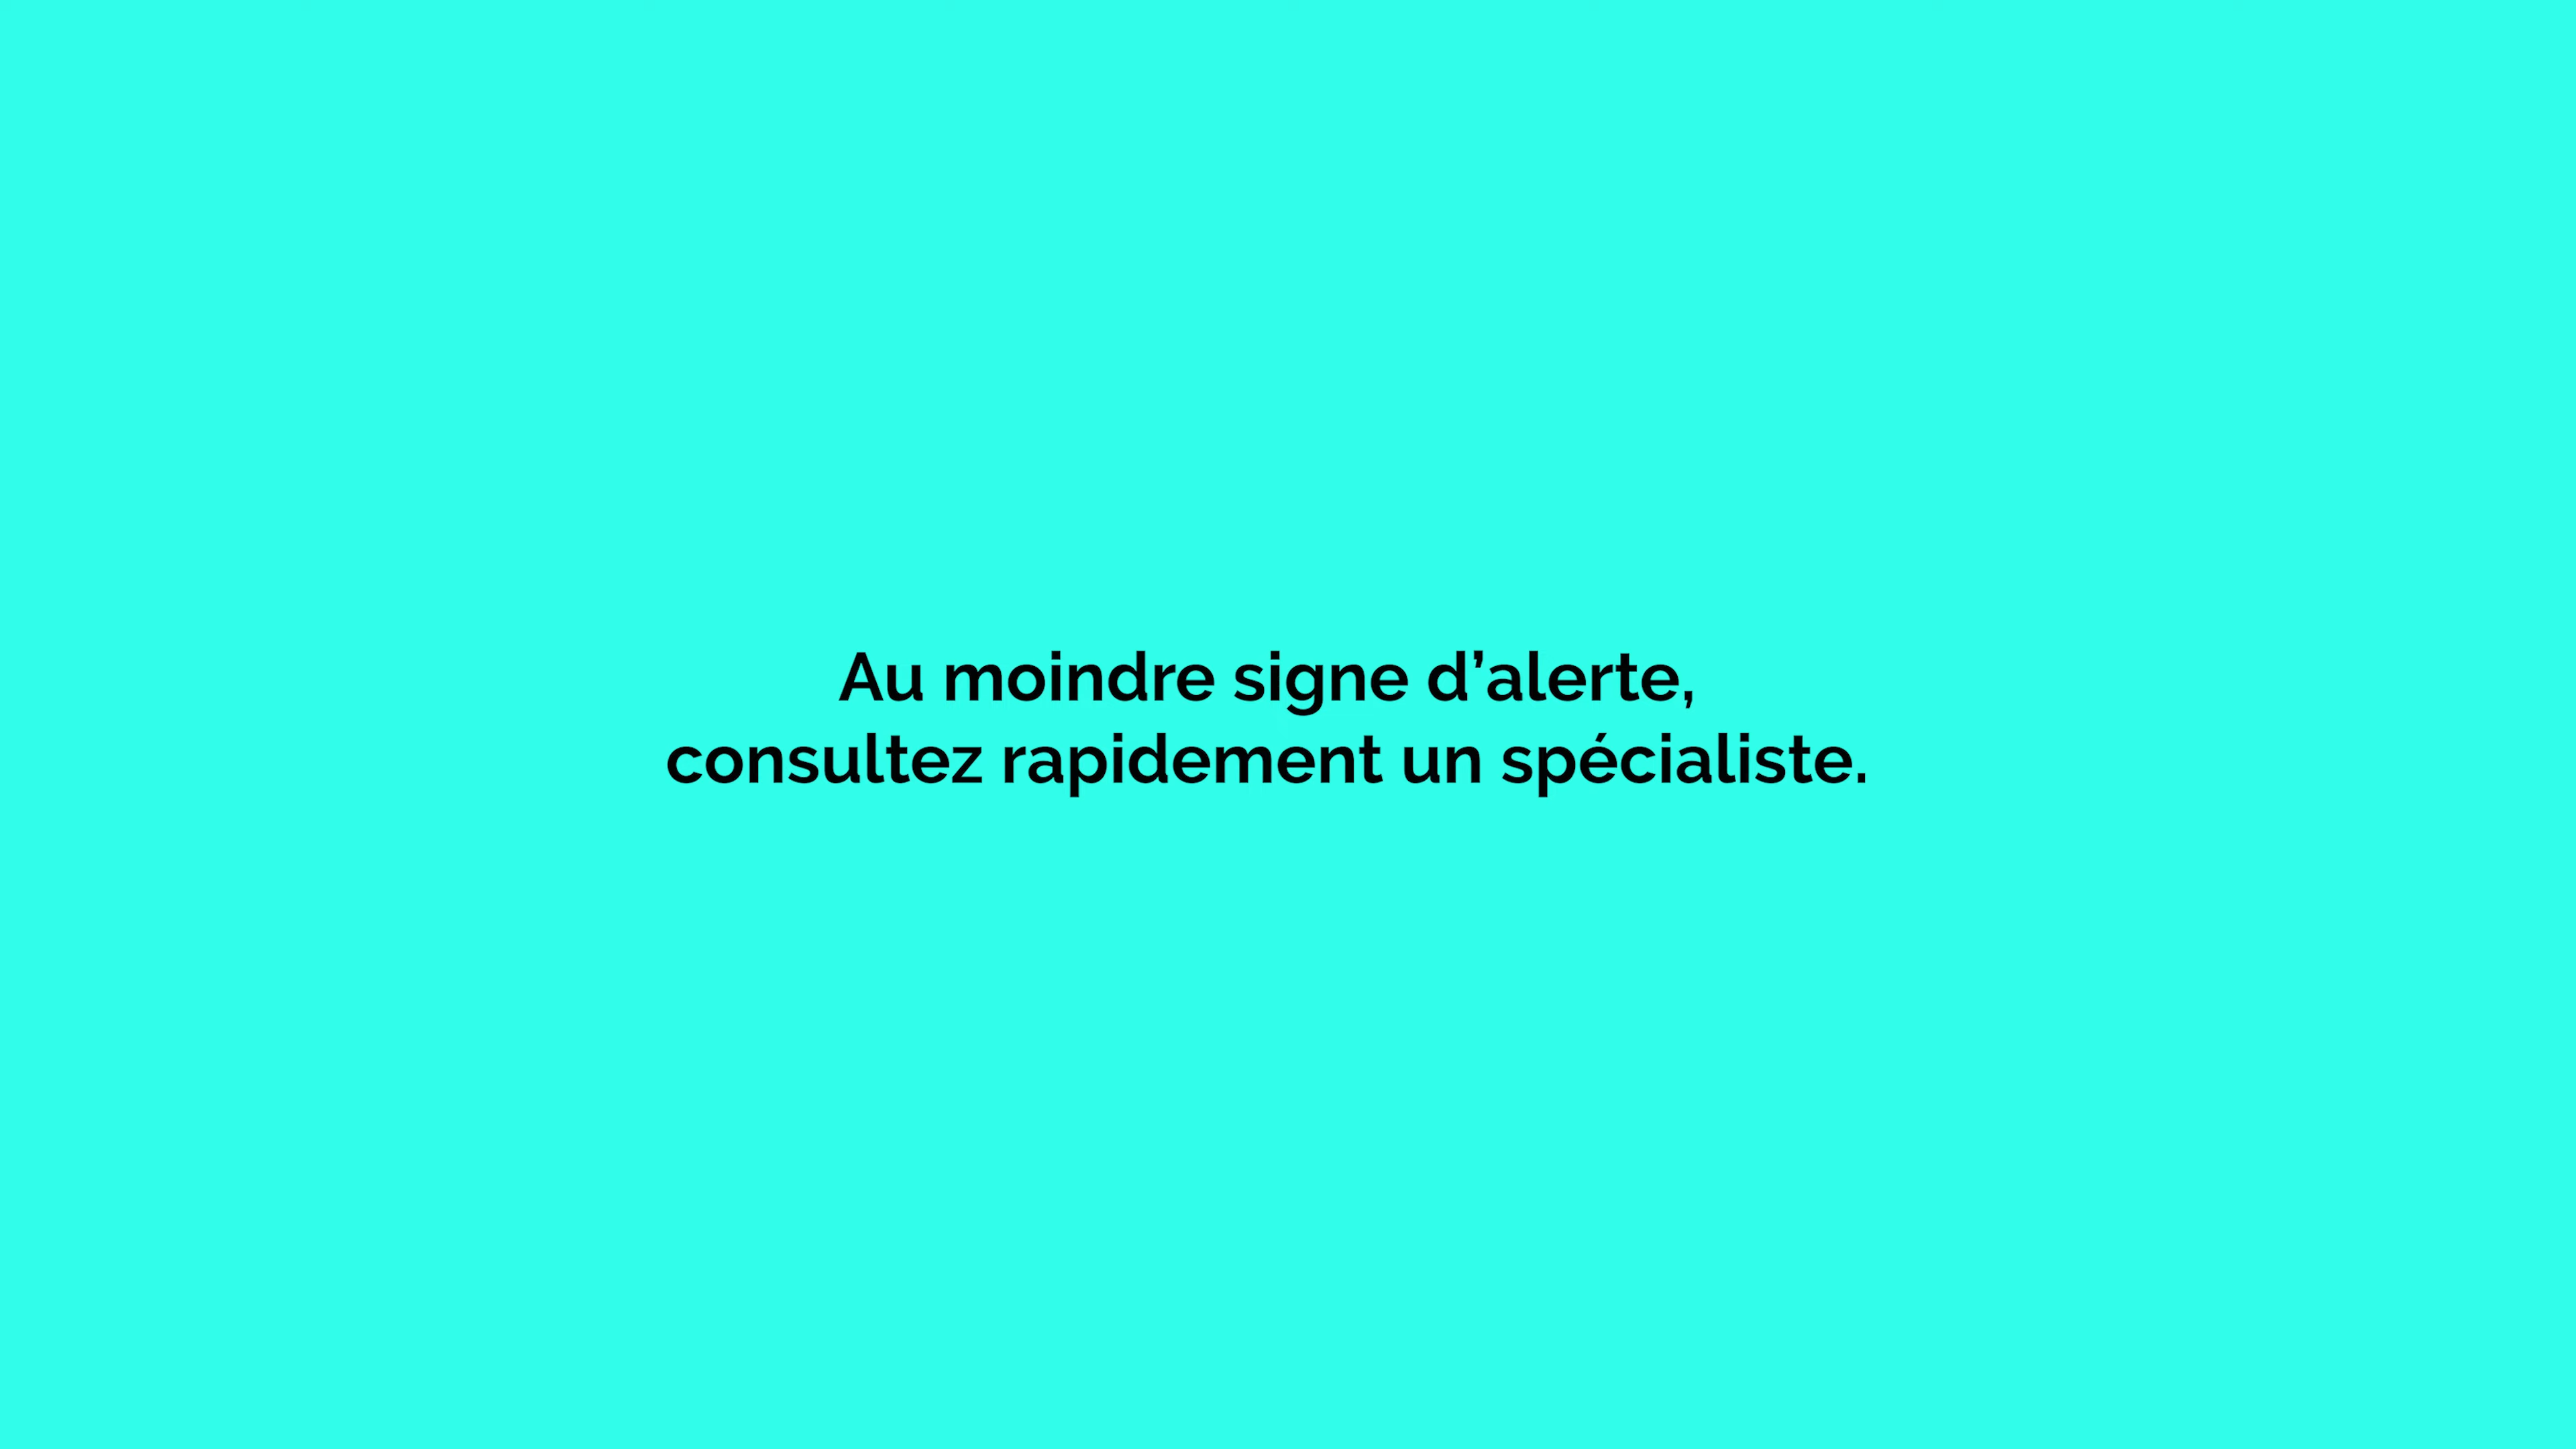 Au moindre signe d’alerte,
consultez rapidement un spécialiste.